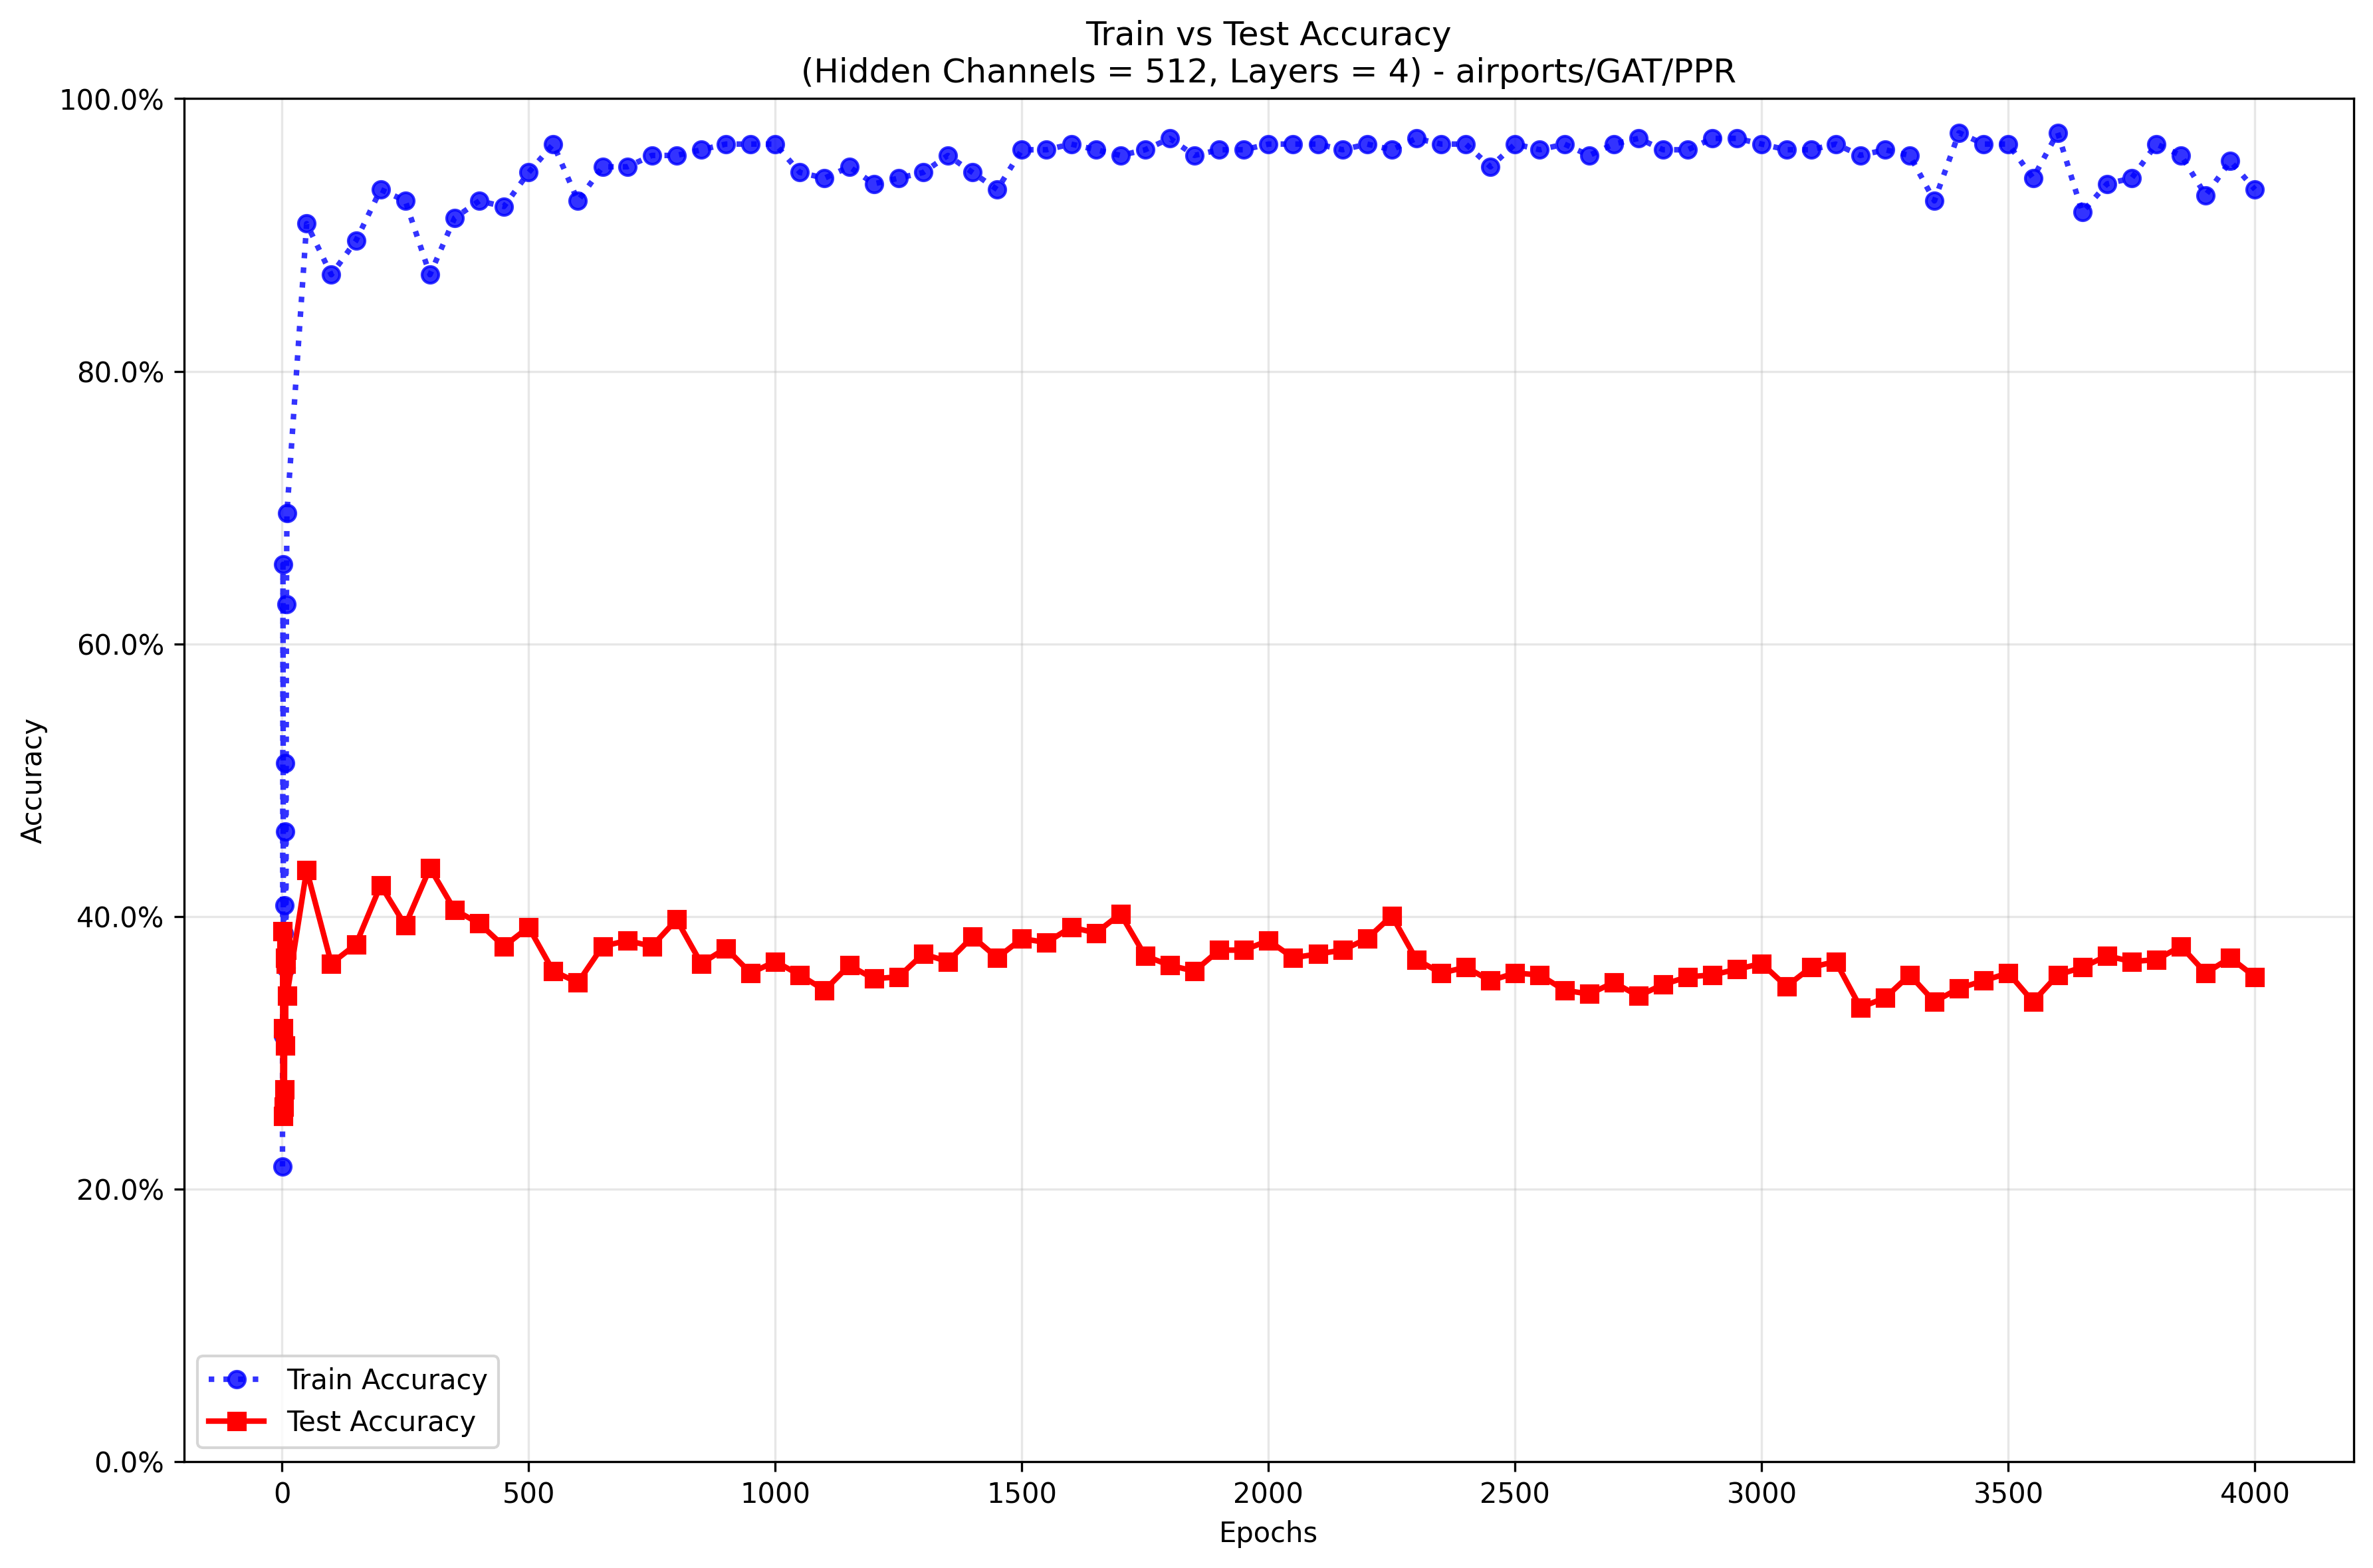 Train vs Test Accuracy
(Hidden Channels = 512, Layers = 4) - airports/GAT/PPR
100.0%
80.0%
60.0%
40.0%
20.0%
0.0%
Accuracy
Train Accuracy
Test Accuracy
0 500 1000 1500 2000 2500 3000 3500 4000
Epochs